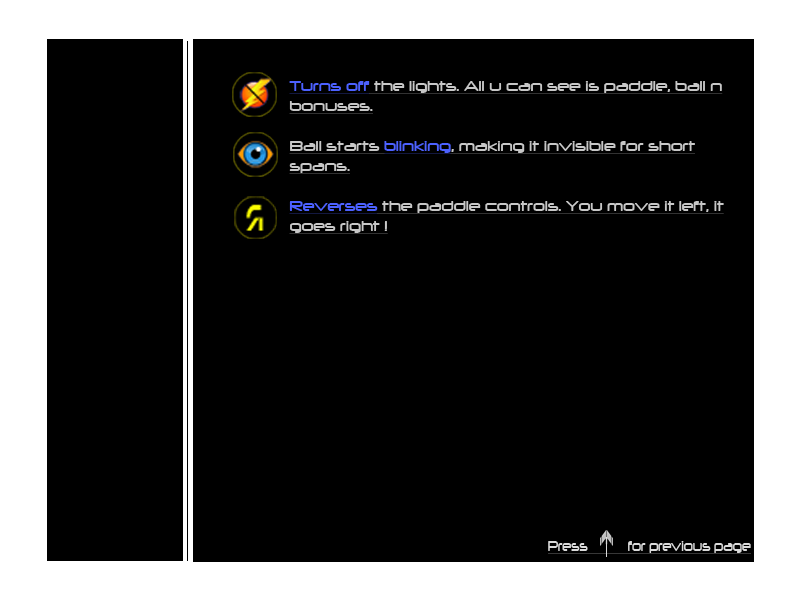 Turns off the lights. All u can see is paddle, ball n
bonuses.
Ball starts blinking, making it invisible for short
spans.
Reverses the paddle controls. You move it left, it
goes right !
Press for previous page